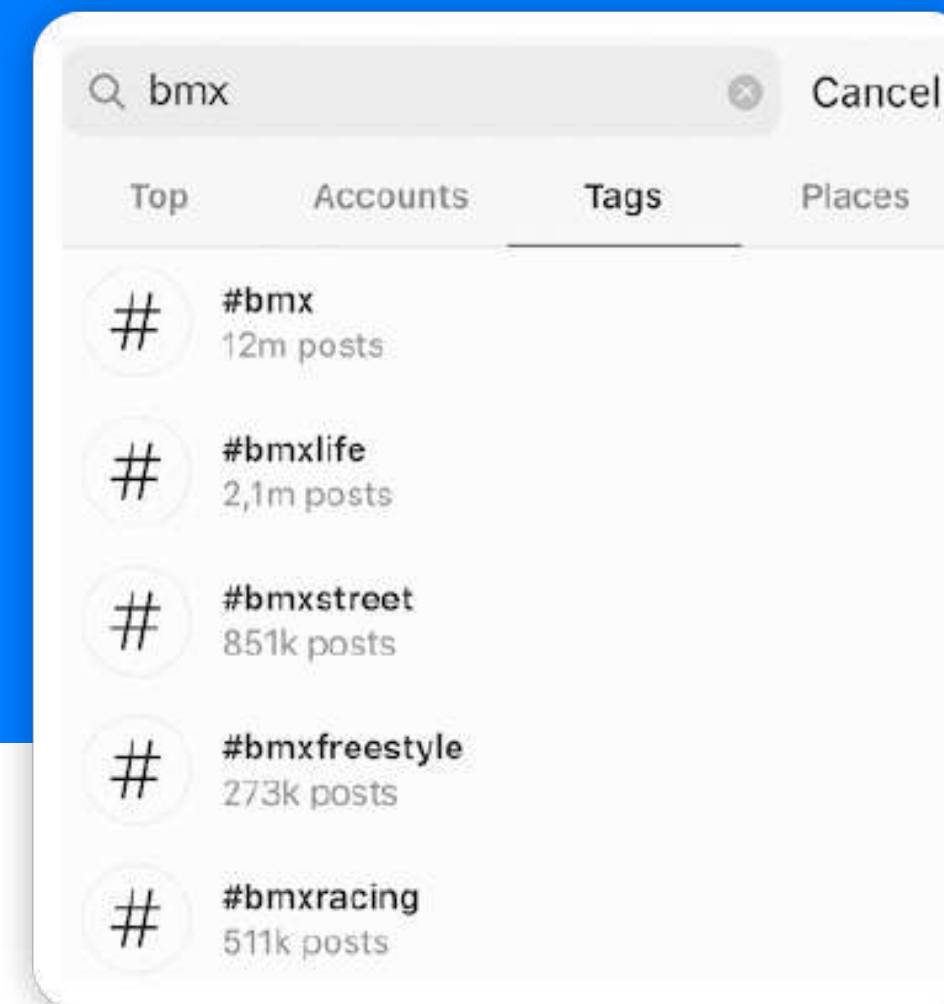 bmx Cancel
Top Accounts Tags Places
# #bmx
12m posts
# #bmxlife
2,1m posts
# #bmxstreet
851k posts
# #bmxfreestyle
273k posts
# #bmxracing
511k posts